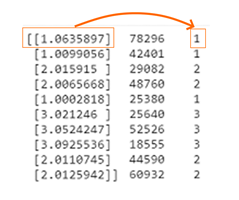 [[1.0635897] 78296 1
[1.0099056] 42401 1
[2.015915 ] 29082 2
[2.0065668] 48760 2
[1.0002818] 25380 1
[3.021246 ] 25640 3
[3.0524247] 52526 3
[3.0925536] 18555 3
[2.0110745] 44590 2
[2.0125942]] 60932 2